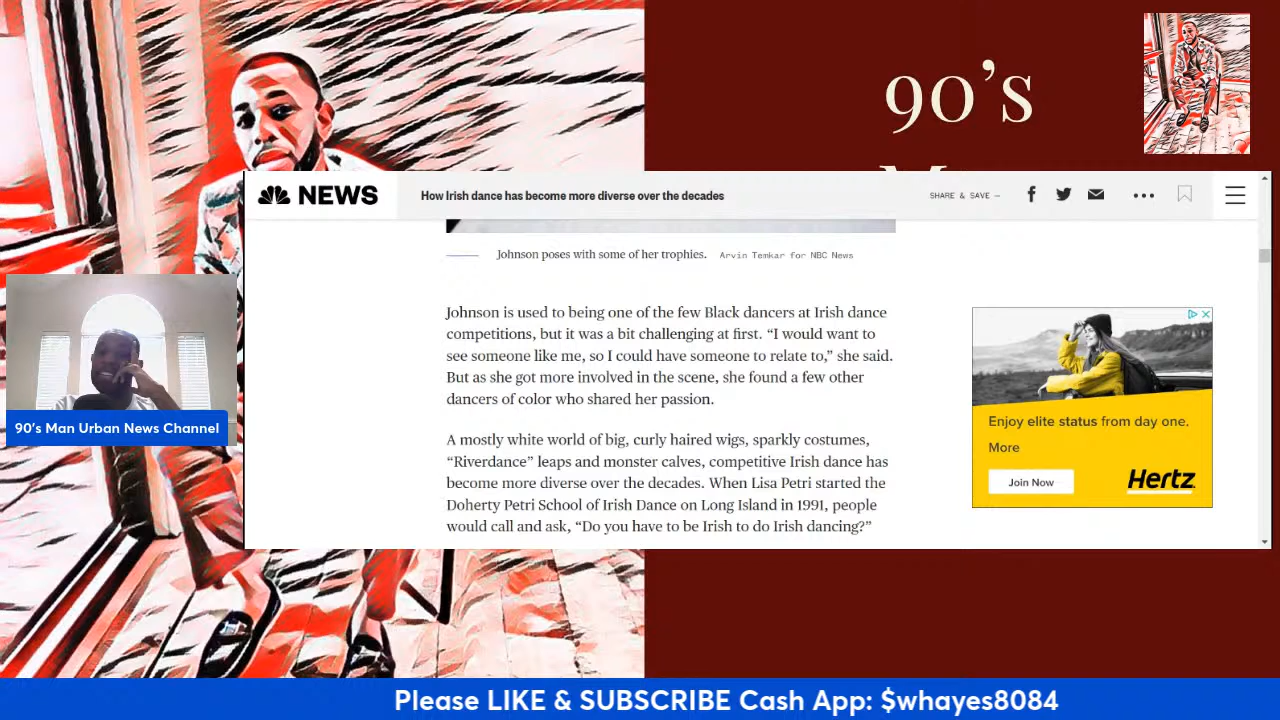 90's
NEWS
How Irish dance has become more diverse over the decades
SHARE & SAVE —
Johnson poses with some of her trophies. Arvin Temkar for NBC News
Johnson is used to being one of the few Black dancers at Irish dance
competitions, but it was a bit challenging at first. “I would want to
see someone like me, so I could have someone to relate to,” she said.
But as she got more involved in the scene, she found a few other
dancers of color who shared her passion.
A mostly white world of big, curly haired wigs, sparkly costumes,
“Riverdance” leaps and monster calves, competitive Irish dance has
become more diverse over the decades. When Lisa Petri started the
Doherty Petri School of Irish Dance on Long Island in 1991, people
would call and ask, “Do you have to be Irish to do Irish dancing?”
Enjoy elite status from day one.
More
Join Now
Hertz
90's Man Urban News Channel
Please LIKE & SUBSCRIBE Cash App: $whayes8084